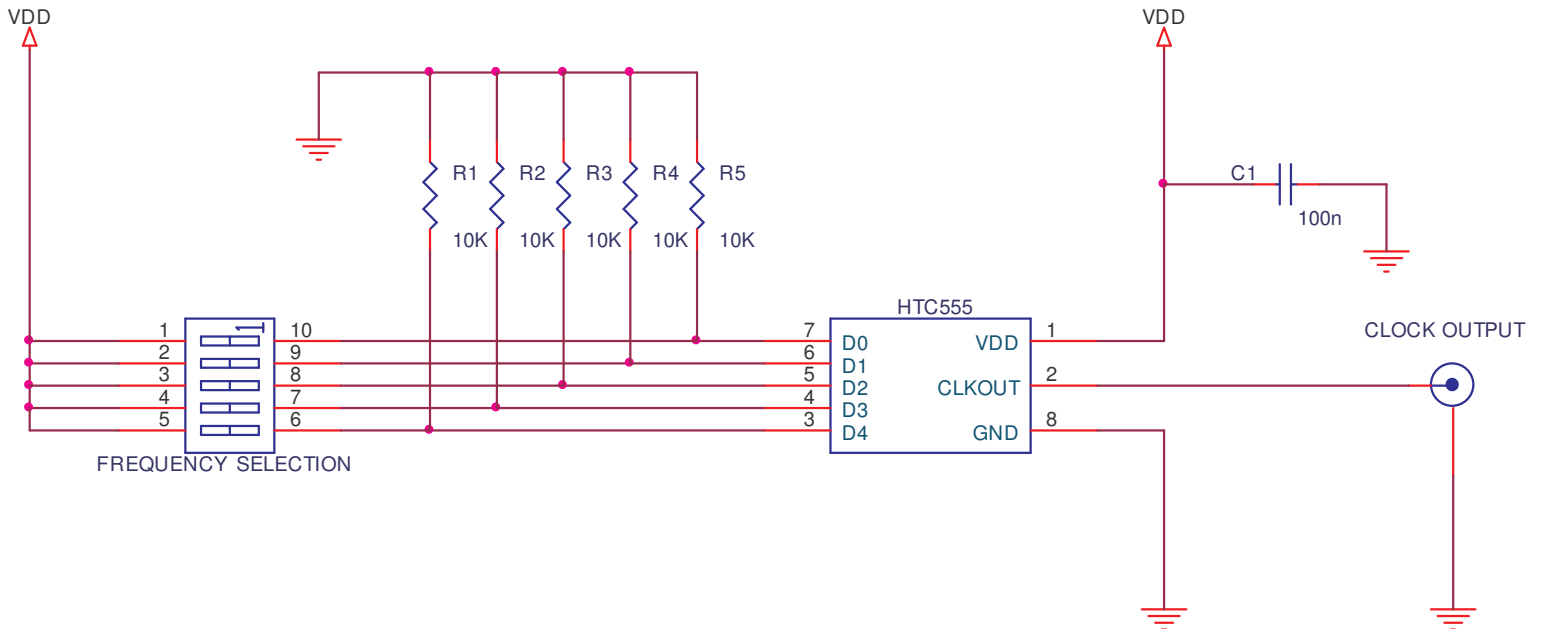 VDD
VDD
R1 R2 R3 R4 R5
C1
10K 10K 10K 10K 10K
100n
HTC555
CLOCK OUTPUT
1 1 10 7 D0 VDD 1
2 9 6 D1
3 8 5 D2 CLKOUT 2
4 7 4 D3
5 6 3 D4 GND 8
FREQUENCY SELECTION